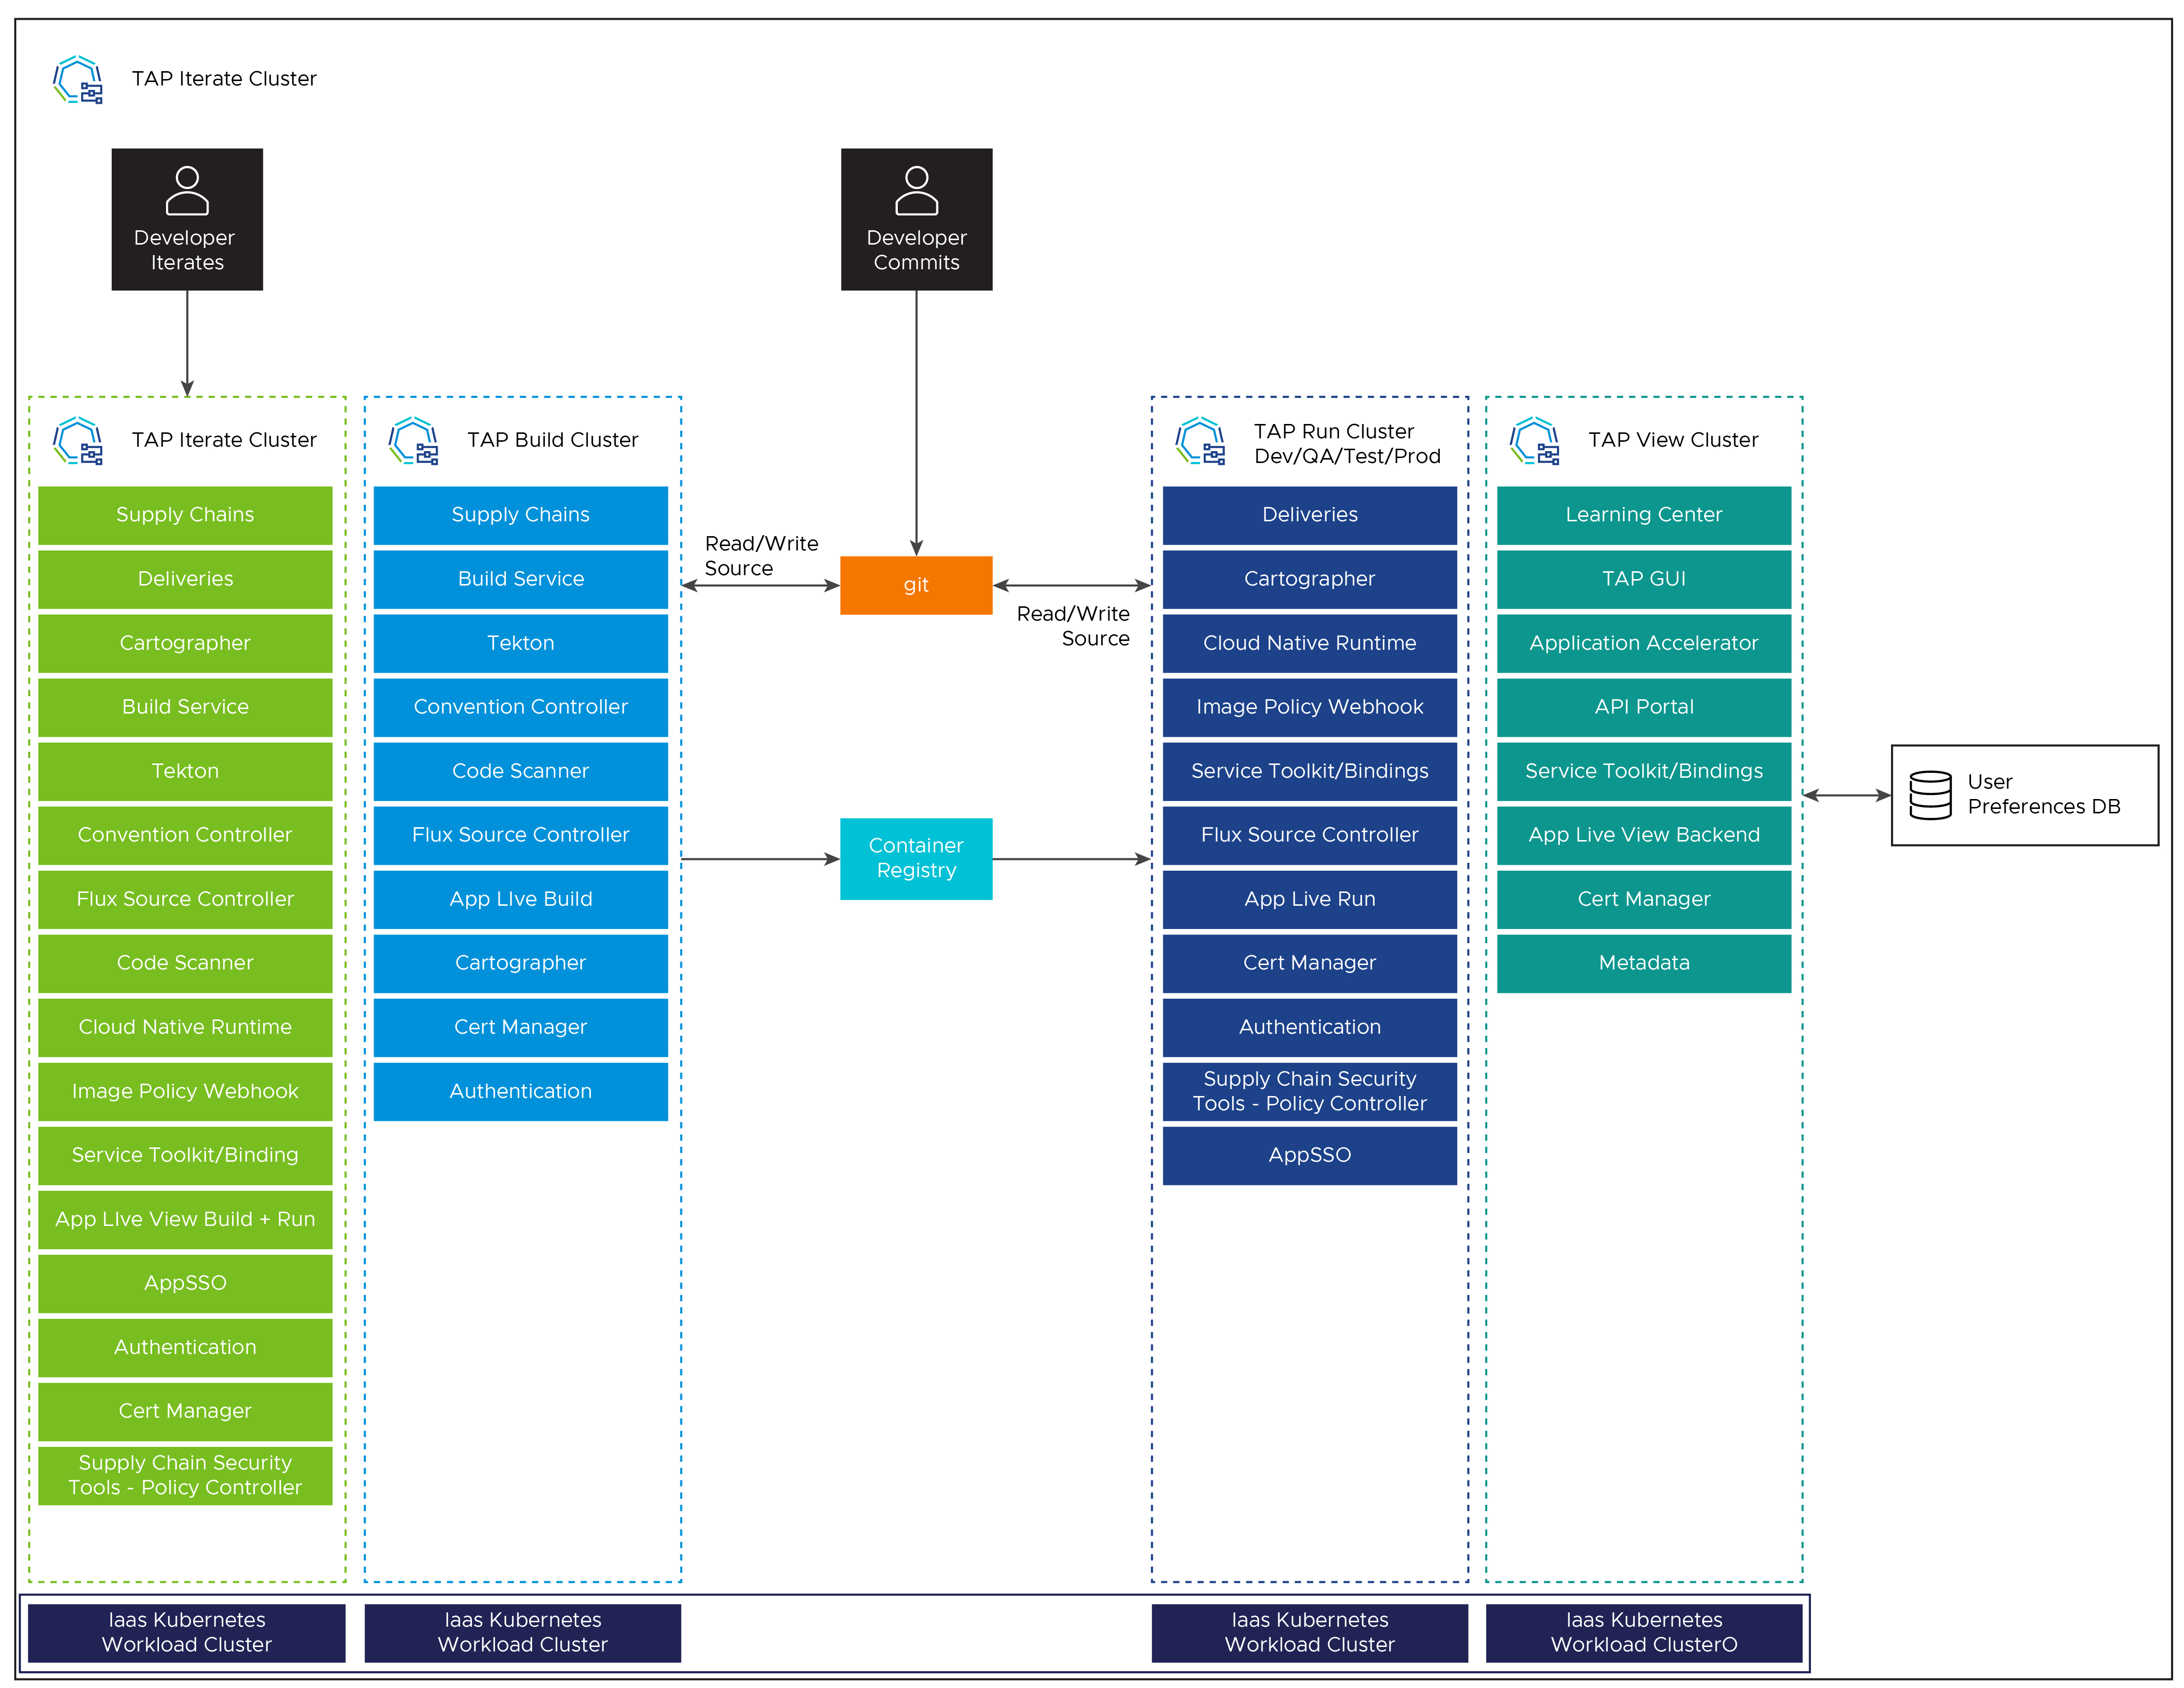 TAP Iterate Cluster
Developer
Iterates
Developer
Commits
TAP Iterate Cluster
Supply Chains
Deliveries
Cartographer
Build Service
Tekton
Convention Controller
Flux Source Controller
Code Scanner
Cloud Native Runtime
Image Policy Webhook
Service Toolkit/Binding
App LIve View Build + Run
AppSSO
Authentication
Cert Manager
Supply Chain Security
Tools - Policy Controller
TAP Build Cluster
Supply Chains
Build Service
Tekton
Convention Controller
Code Scanner
Flux Source Controller
App LIve Build
Cartographer
Cert Manager
Authentication
Read/Write
Source
git
Read/Write
Source
Container
Registry
TAP Run Cluster
Dev/QA/Test/Prod
Deliveries
Cartographer
Cloud Native Runtime
Image Policy Webhook
Service Toolkit/Bindings
Flux Source Controller
App Live Run
Cert Manager
Authentication
Supply Chain Security
Tools - Policy Controller
AppSSO
TAP View Cluster
Learning Center
TAP GUI
Application Accelerator
API Portal
Service Toolkit/Bindings
App Live View Backend
Cert Manager
Metadata
User
Preferences DB
Iaas Kubernetes
Workload Cluster
Iaas Kubernetes
Workload Cluster
Iaas Kubernetes
Workload Cluster
Iaas Kubernetes
Workload ClusterO